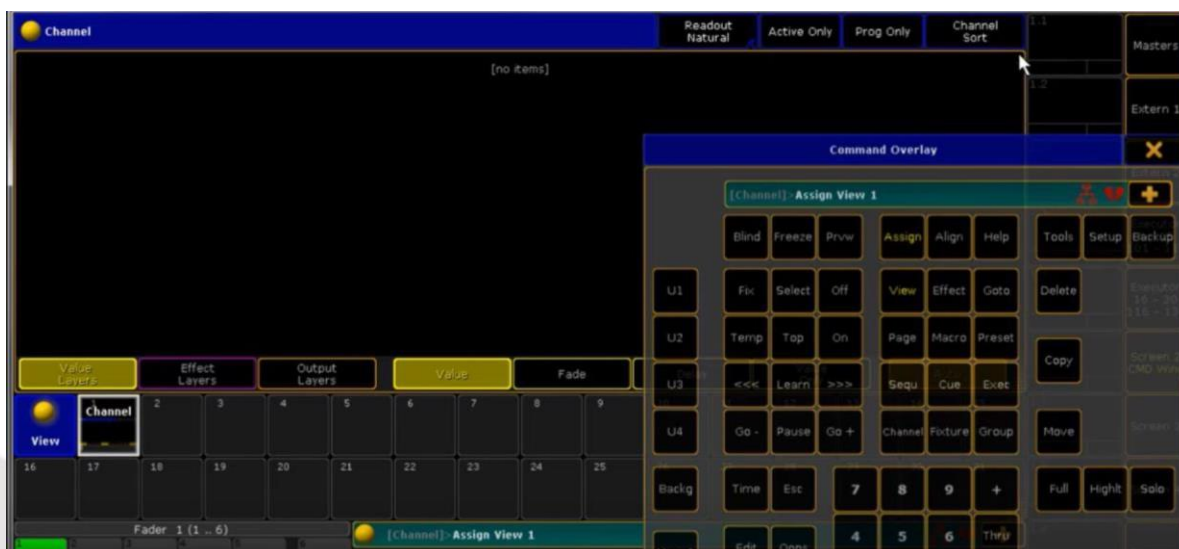 Channel
Readout
Natural
Active Only
Prog Only
Channel
Sort
1.1
Masters
[no items]
1.2
Extern 1
Command Overlay
[Channel]>Assign View 1
Blind Freeze Prvw Assign Align Help Tools Setup Backup
U1 Fix Select Off View Effect Goto Delete
U2 Temp Top On Page Macro Preset
Copy
Value
Layers
Effect
Layers
Output
Layers
Value
Fade
U3 <<< Learn >>> Sequ Cue Exec
View
Channel
2 3 4 5 6 7 8 9
U4 Go - Pause Go + Channel Fixture Group Move
16 17 18 19 20 21 22 23 24 25
Backg Time Esc 7 8 9 + Full Highlt Solo
Fader 1 (1 .. 6)
[Channel]>Assign View 1
Edit Oops 4 5 6 Thru